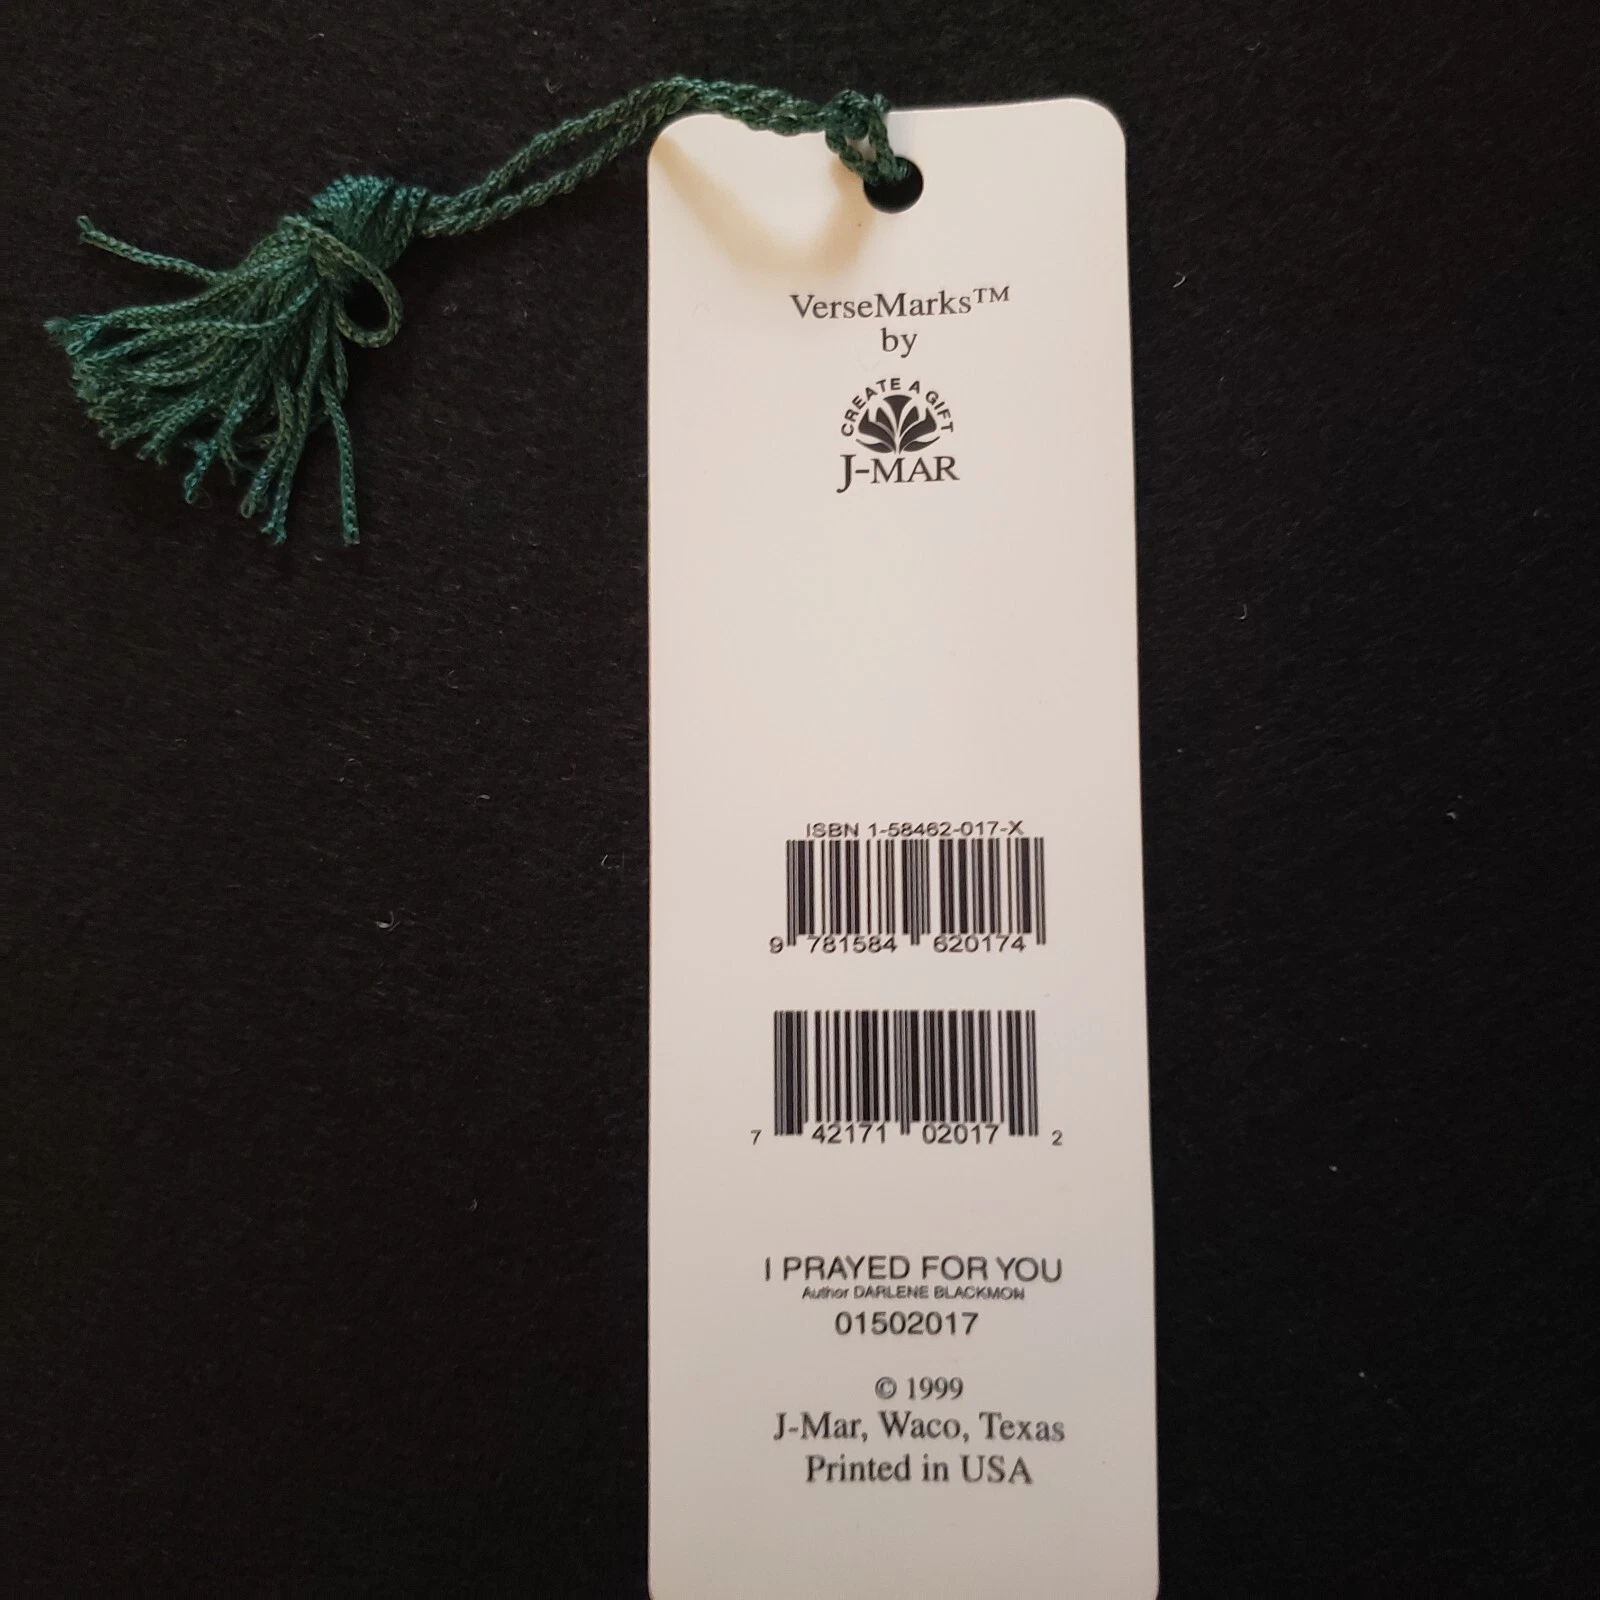 VerseMarks™
by
CREATE A GIFT
J-MAR
ISBN 1-58462-017-X
9 781584 620174
7 42171 02017 2
I PRAYED FOR YOU
Author DARLENE BLACKMON
01502017
© 1999
J-Mar, Waco, Texas
Printed in USA